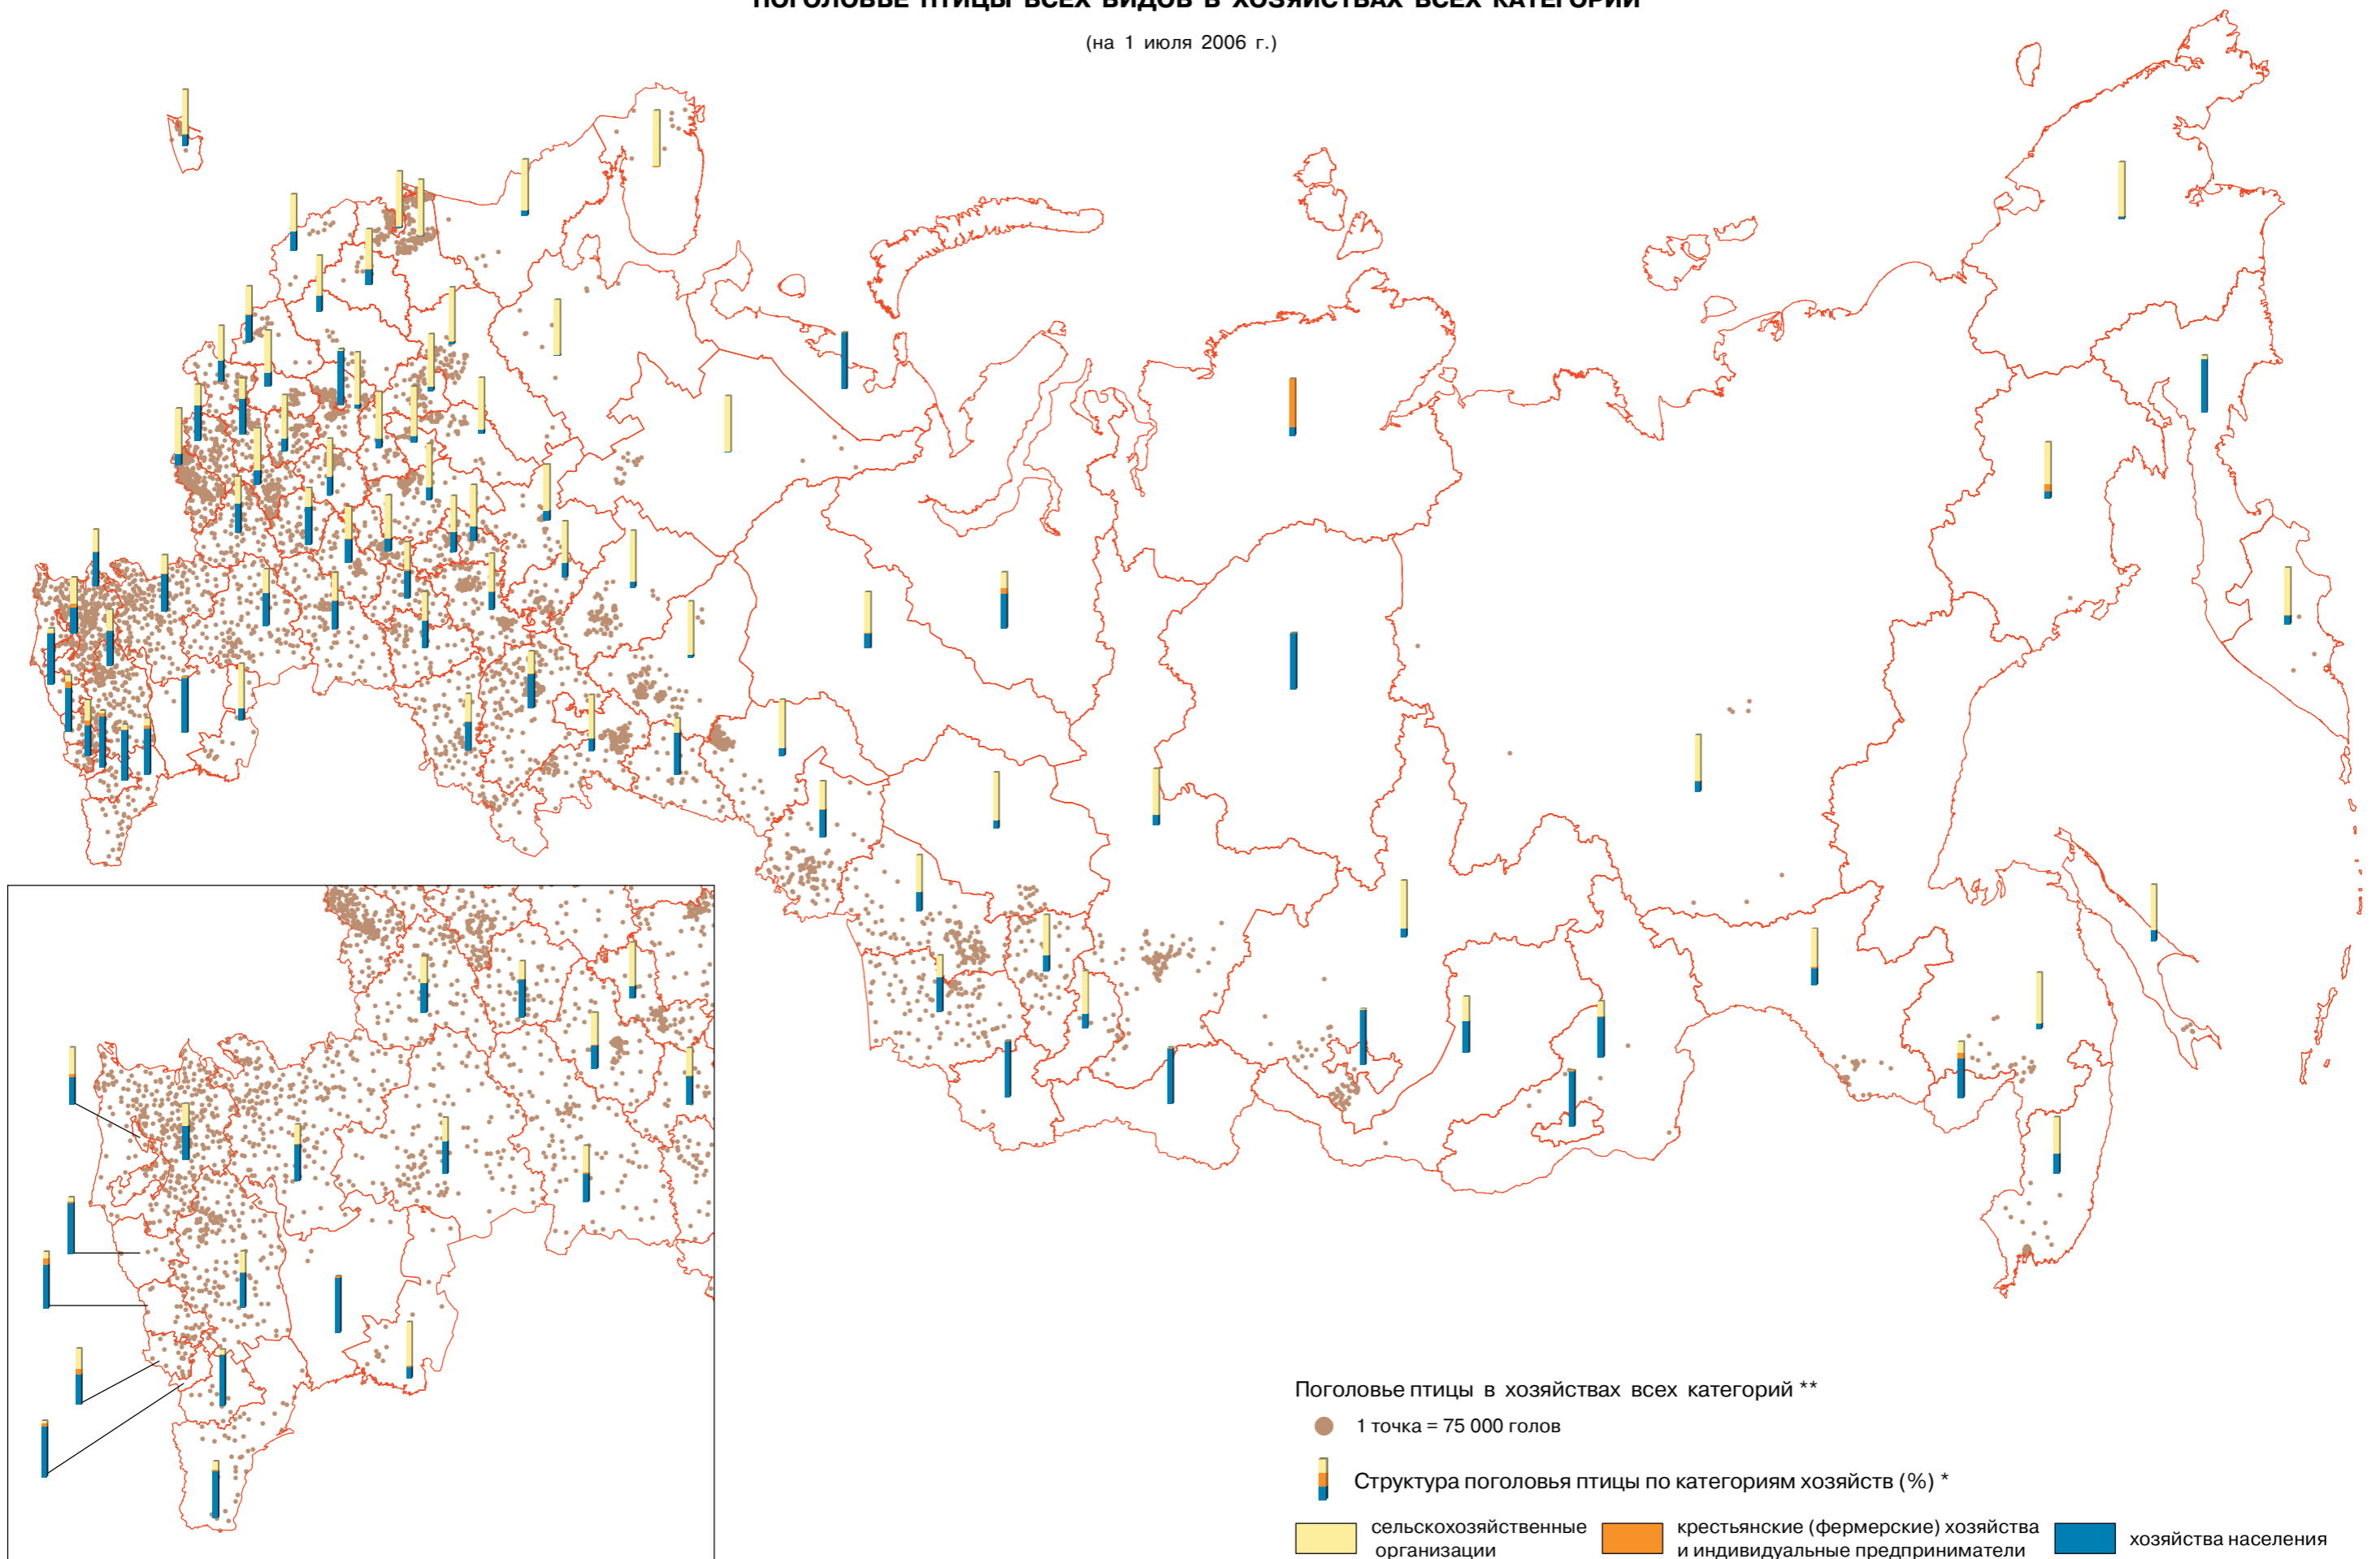 ПОГОЛОВЬЕ ПТИЦЫ ВСЕХ ВИДОВ В ХОЗЯЙСТВАХ ВСЕХ КАТЕГОРИЙ
(на 1 июля 2006 г.)
Поголовье птицы в хозяйствах всех категорий **
1 точка = 75 000 голов
Структура поголовья птицы по категориям хозяйств (%) *
сельскохозяйственные
организации
крестьянские (фермерские) хозяйства
и индивидуальные предприниматели
хозяйства населения